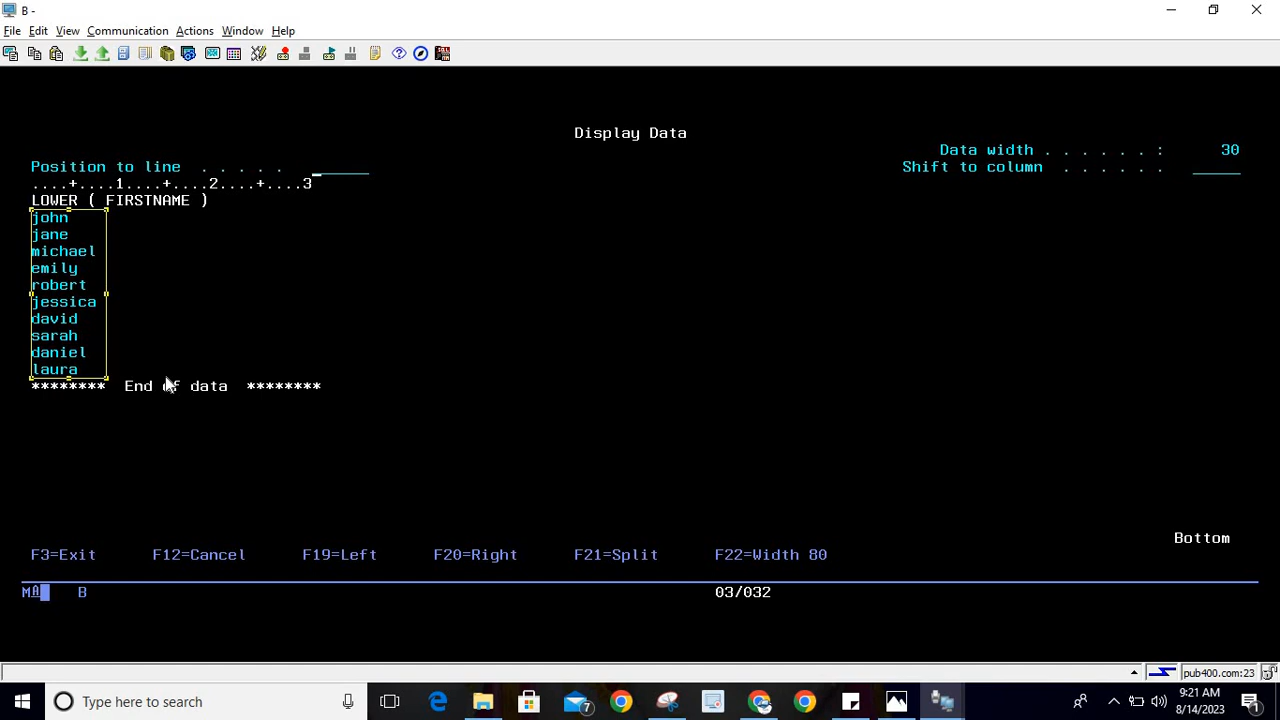 B -
File Edit View Communication Actions Window Help
Display Data
Data width . . . . . . : 30
Position to line . . . . . Shift to column . . . . . .
....+....1....+....2....+....3
LOWER ( FIRSTNAME )
john
jane
michael
emily
robert
jessica
david
sarah
daniel
laura
******** End of data ********
Bottom
F3=Exit F12=Cancel F19=Left F20=Right F21=Split F22=Width 80
MA B 03/032
pub400.com:23
Type here to search
7
9:21 AM
8/14/2023
1